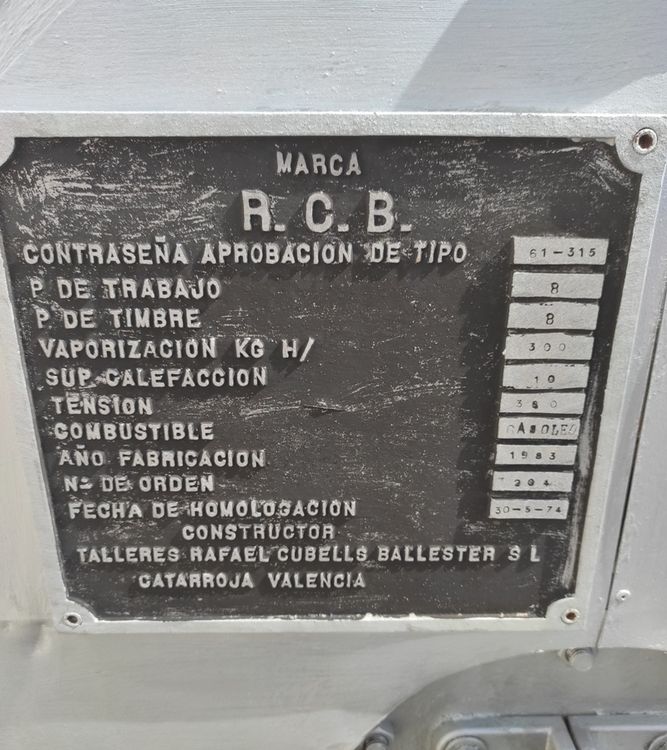 MARCA
R. C. B.
CONTRASEÑA APROBACION DE TIPO 61-315
P DE TRABAJO 8
P DE TIMBRE 8
VAPORIZACION KG H/ 300
SUP-CALEFACCION 10
TENSION 380
COMBUSTIBLE GASOLEO
AÑO FABRICACION 1983
Nº DE ORDEN
FECHA DE HOMOLOGACION 30-5-74
CONSTRUCTOR
TALLERES RAFAEL CUBELLS BALLESTER S L
CATARROJA VALENCIA